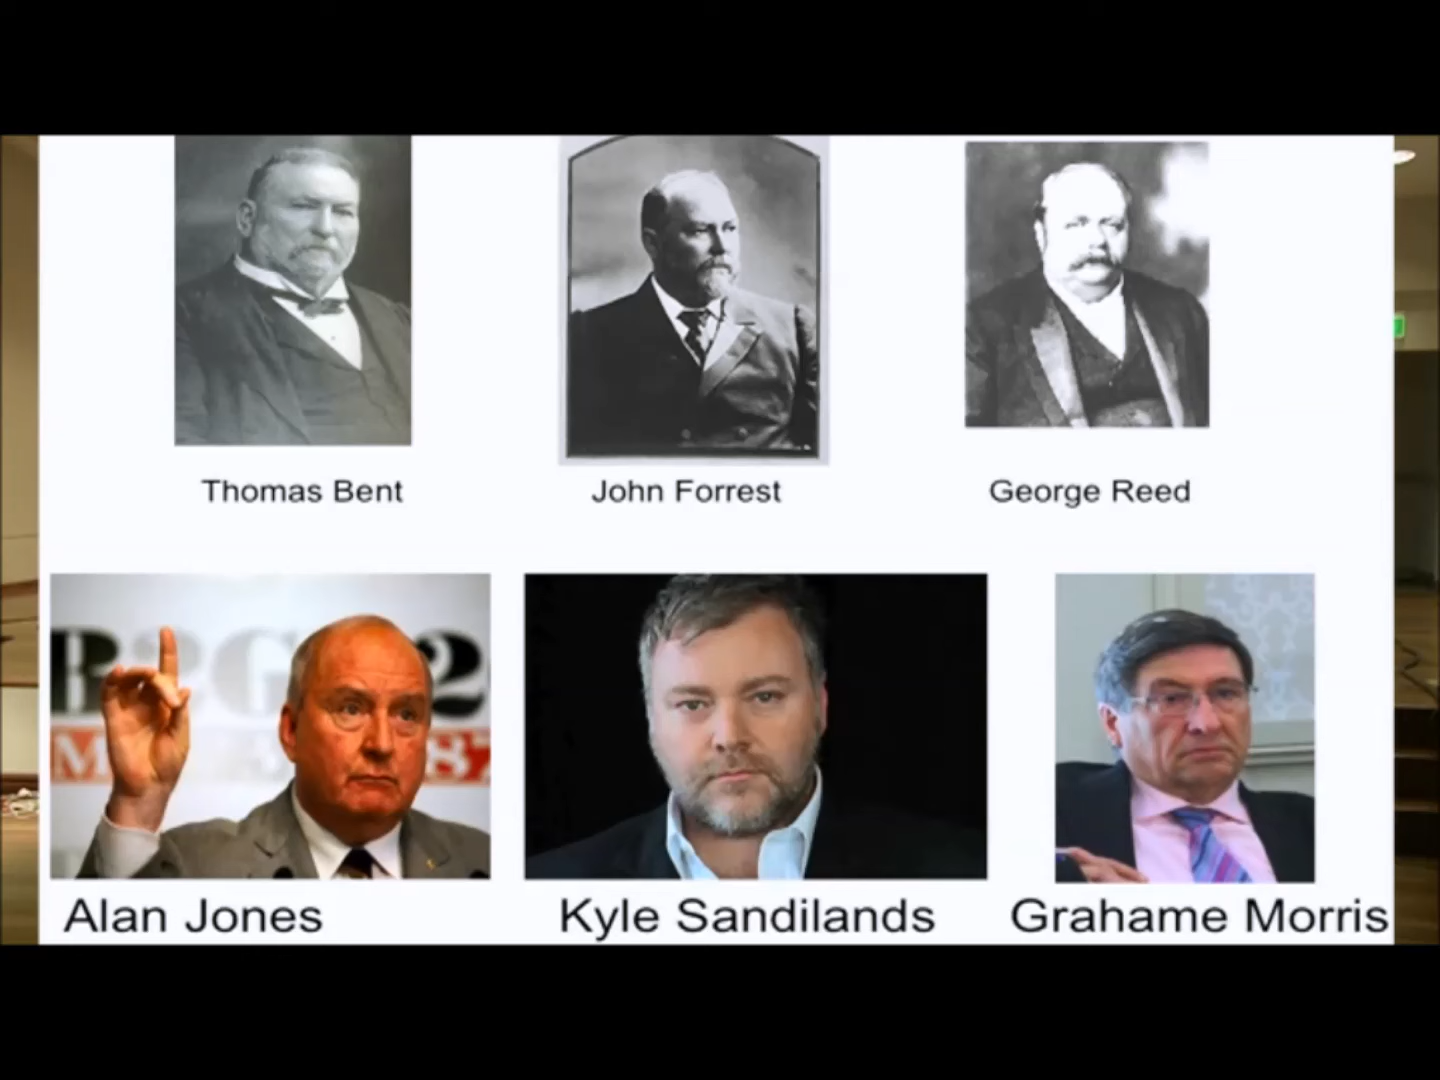 Thomas Bent
John Forrest
George Reed
Alan Jones
Kyle Sandilands
Grahame Morris